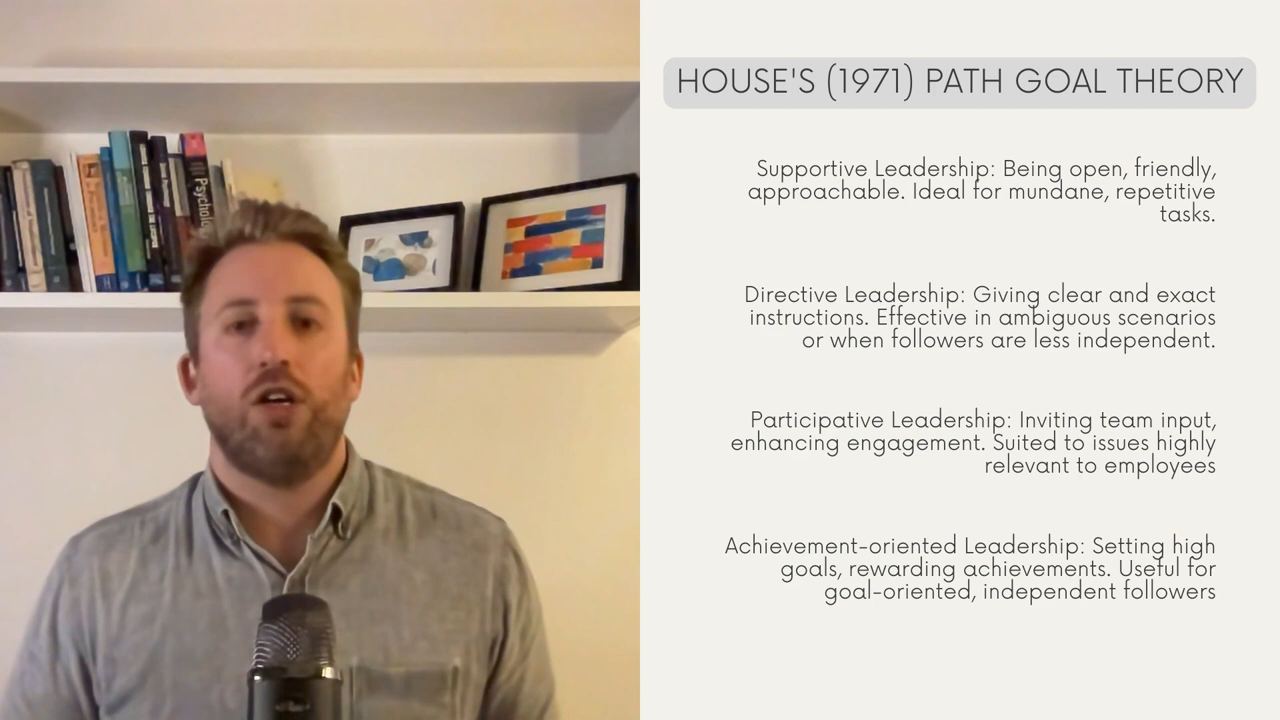 Psycholo
HOUSE'S (1971) PATH GOAL THEORY
Supportive Leadership: Being open, friendly,
approachable. Ideal for mundane, repetitive
tasks.
Directive Leadership: Giving clear and exact
instructions. Effective in ambiguous scenarios
or when followers are less independent.
Participative Leadership: Inviting team input,
enhancing engagement. Suited to issues highly
relevant to employees
Achievement-oriented Leadership: Setting high
goals, rewarding achievements. Useful for
goal-oriented, independent followers